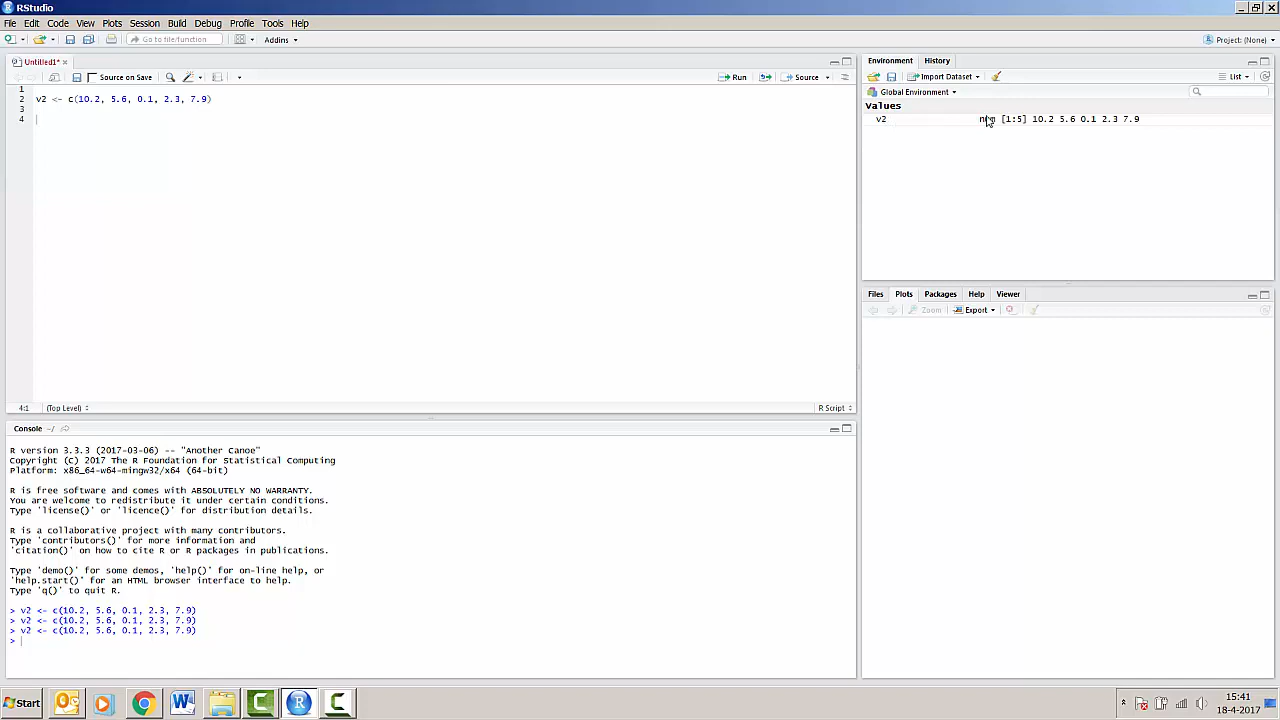 RStudio
File Edit Code View Plots Session Build Debug Profile Tools Help
Go to file/function Addins Project: (None)
Untitled1*
Source on Save Run Source
1
2 v2 <- c(10.2, 5.6, 0.1, 2.3, 7.9)
3
4
4:1 (Top Level) R Script
Console ~/
R version 3.3.3 (2017-03-06) -- "Another Canoe"
Copyright (C) 2017 The R Foundation for Statistical Computing
Platform: x86_64-w64-mingw32/x64 (64-bit)
R is free software and comes with ABSOLUTELY NO WARRANTY.
You are welcome to redistribute it under certain conditions.
Type 'license()' or 'licence()' for distribution details.
R is a collaborative project with many contributors.
Type 'contributors()' for more information and
'citation()' on how to cite R or R packages in publications.
Type 'demo()' for some demos, 'help()' for on-line help, or
'help.start()' for an HTML browser interface to help.
Type 'q()' to quit R.
> v2 <- c(10.2, 5.6, 0.1, 2.3, 7.9)
> v2 <- c(10.2, 5.6, 0.1, 2.3, 7.9)
> v2 <- c(10.2, 5.6, 0.1, 2.3, 7.9)
>
Environment History
Import Dataset List
Global Environment
Values
v2 num [1:5] 10.2 5.6 0.1 2.3 7.9
Files Plots Packages Help Viewer
Zoom Export
Start 15:41
18-4-2017